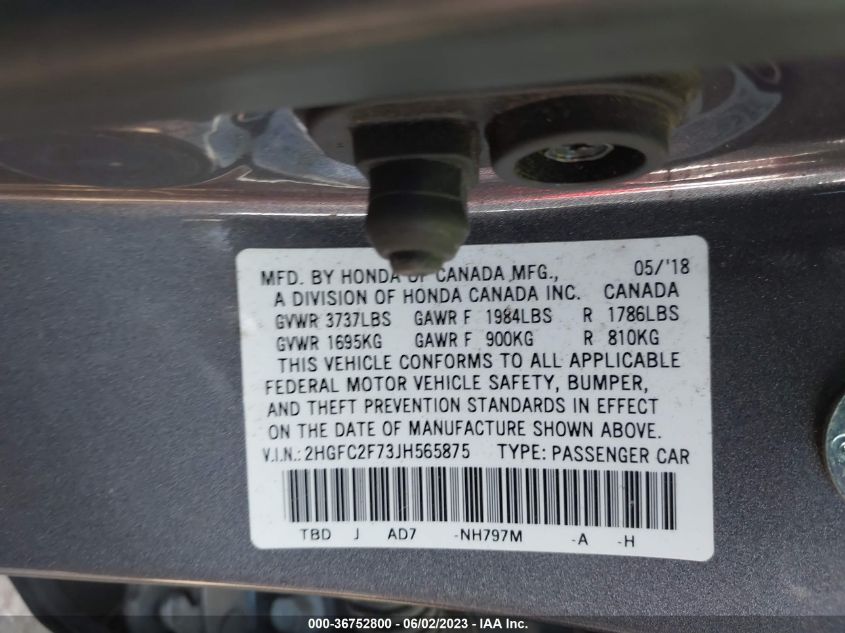 MFD. BY HONDA OF CANADA MFG., 05/'18
A DIVISION OF HONDA CANADA INC. CANADA
GVWR 3737LBS GAWR F 1984LBS R 1786LBS
GVWR 1695KG GAWR F 900KG R 810KG
THIS VEHICLE CONFORMS TO ALL APPLICABLE
FEDERAL MOTOR VEHICLE SAFETY, BUMPER,
AND THEFT PREVENTION STANDARDS IN EFFECT
ON THE DATE OF MANUFACTURE SHOWN ABOVE.
V.I.N.: 2HGFC2F73JH565875 TYPE: PASSENGER CAR
TBD J AD7 -NH797M -A -H
000-36752800 - 06/02/2023 - IAAI.com.